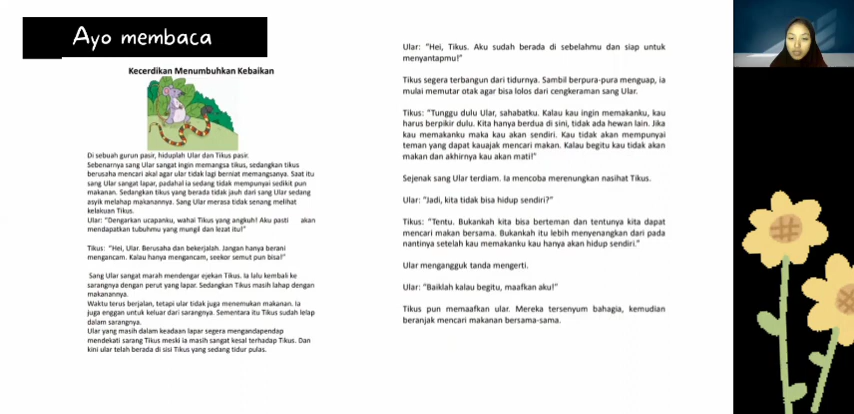 Ayo membaca
Kecerdikan Menumbuhkan Kebaikan
Di sebuah gurun pasir, hiduplah Ular dan Tikus pasir.
Sebenarnya sang Ular sangat ingin memangsa tikus, sedangkan tikus
berusaha mencari akal agar ular tidak lagi berniat memangsanya. Saat itu
sang Ular sangat lapar, padahal ia sedang tidak mempunyai sedikit pun
makanan. Sedangkan tikus yang berada tidak jauh dari sang Ular sedang
asyik melahap makanannya. Sang Ular merasa tidak senang melihat
kelakuan Tikus.
Ular: "Dengarkan ucapanku, wahai Tikus yang angkuh! Aku pasti akan
mendapatkan tubuhmu yang mungil dan lezat itu!"
Tikus: "Hei, Ular. Berusaha dan bekerjalah. Jangan hanya berani
mengancam. Kalau hanya mengancam, seekor semut pun bisa!"
Sang Ular sangat marah mendengar ejekan Tikus. Ia lalu kembali ke
sarangnya dengan perut yang lapar. Sedangkan Tikus masih lahap dengan
makanannya.
Waktu terus berjalan, tetapi ular tidak juga menemukan makanan. Ia
juga enggan untuk keluar dari sarangnya. Sementara itu Tikus sudah lelap
dalam sarangnya.
Ular yang masih dalam keadaan lapar segera mengandapendap
mendekati sarang Tikus meski ia masih sangat kesal terhadap Tikus. Dan
kini ular telah berada di sisi Tikus yang sedang tidur pulas.
Ular: "Hei, Tikus. Aku sudah berada di sebelahmu dan siap untuk
menyantapmu!"
Tikus segera terbangun dari tidurnya. Sambil berpura-pura menguap, ia
mulai memutar otak agar bisa lolos dari cengkeraman sang Ular.
Tikus: "Tunggu dulu Ular, sahabatku. Kalau kau ingin memakanku, kau
harus berpikir dulu. Kita hanya berdua di sini, tidak ada hewan lain. Jika
kau memakanku maka kau akan sendiri. Kau tidak akan mempunyai
teman yang dapat kauajak mencari makan. Kalau begitu kau tidak akan
makan dan akhirnya kau akan mati!"
Sejenak sang Ular terdiam. Ia mencoba merenungkan nasihat Tikus.
Ular: "Jadi, kita tidak bisa hidup sendiri?"
Tikus: "Tentu. Bukankah kita bisa berteman dan tentunya kita dapat
mencari makan bersama. Bukankah itu lebih menyenangkan dari pada
nantinya setelah kau memakanku kau hanya akan hidup sendiri."
Ular mengangguk tanda mengerti.
Ular: "Baiklah kalau begitu, maafkan aku!"
Tikus pun memaafkan ular. Mereka tersenyum bahagia, kemudian
beranjak mencari makanan bersama-sama.